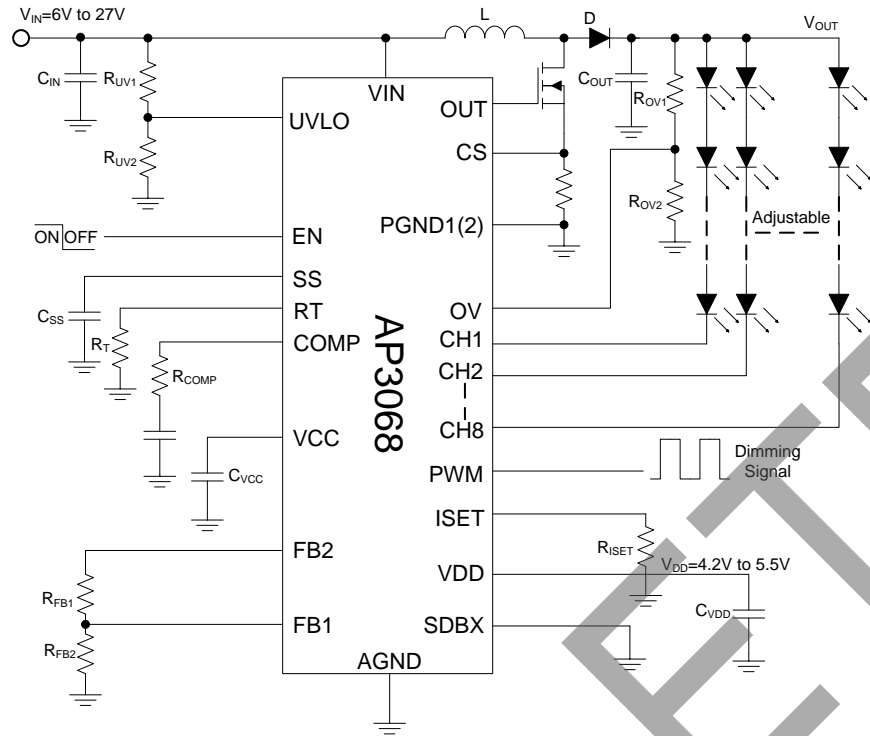 VIN=6V to 27V
L
D
VOUT
CIN
RUV1
VIN
COUT
ROV1
OUT
UVLO
CS
RUV2
ROV2
PGND1(2)
Adjustable
ON OFF
EN
SS
CSS
RT
RT
OV
CH1
COMP
RCOMP
CH2
AP3068
CH8
VCC
CVCC
PWM
Dimming
Signal
ISET
RISET
FB2
VDD
VDD=4.2V to 5.5V
RFB1
CVDD
FB1
SDBX
RFB2
AGND